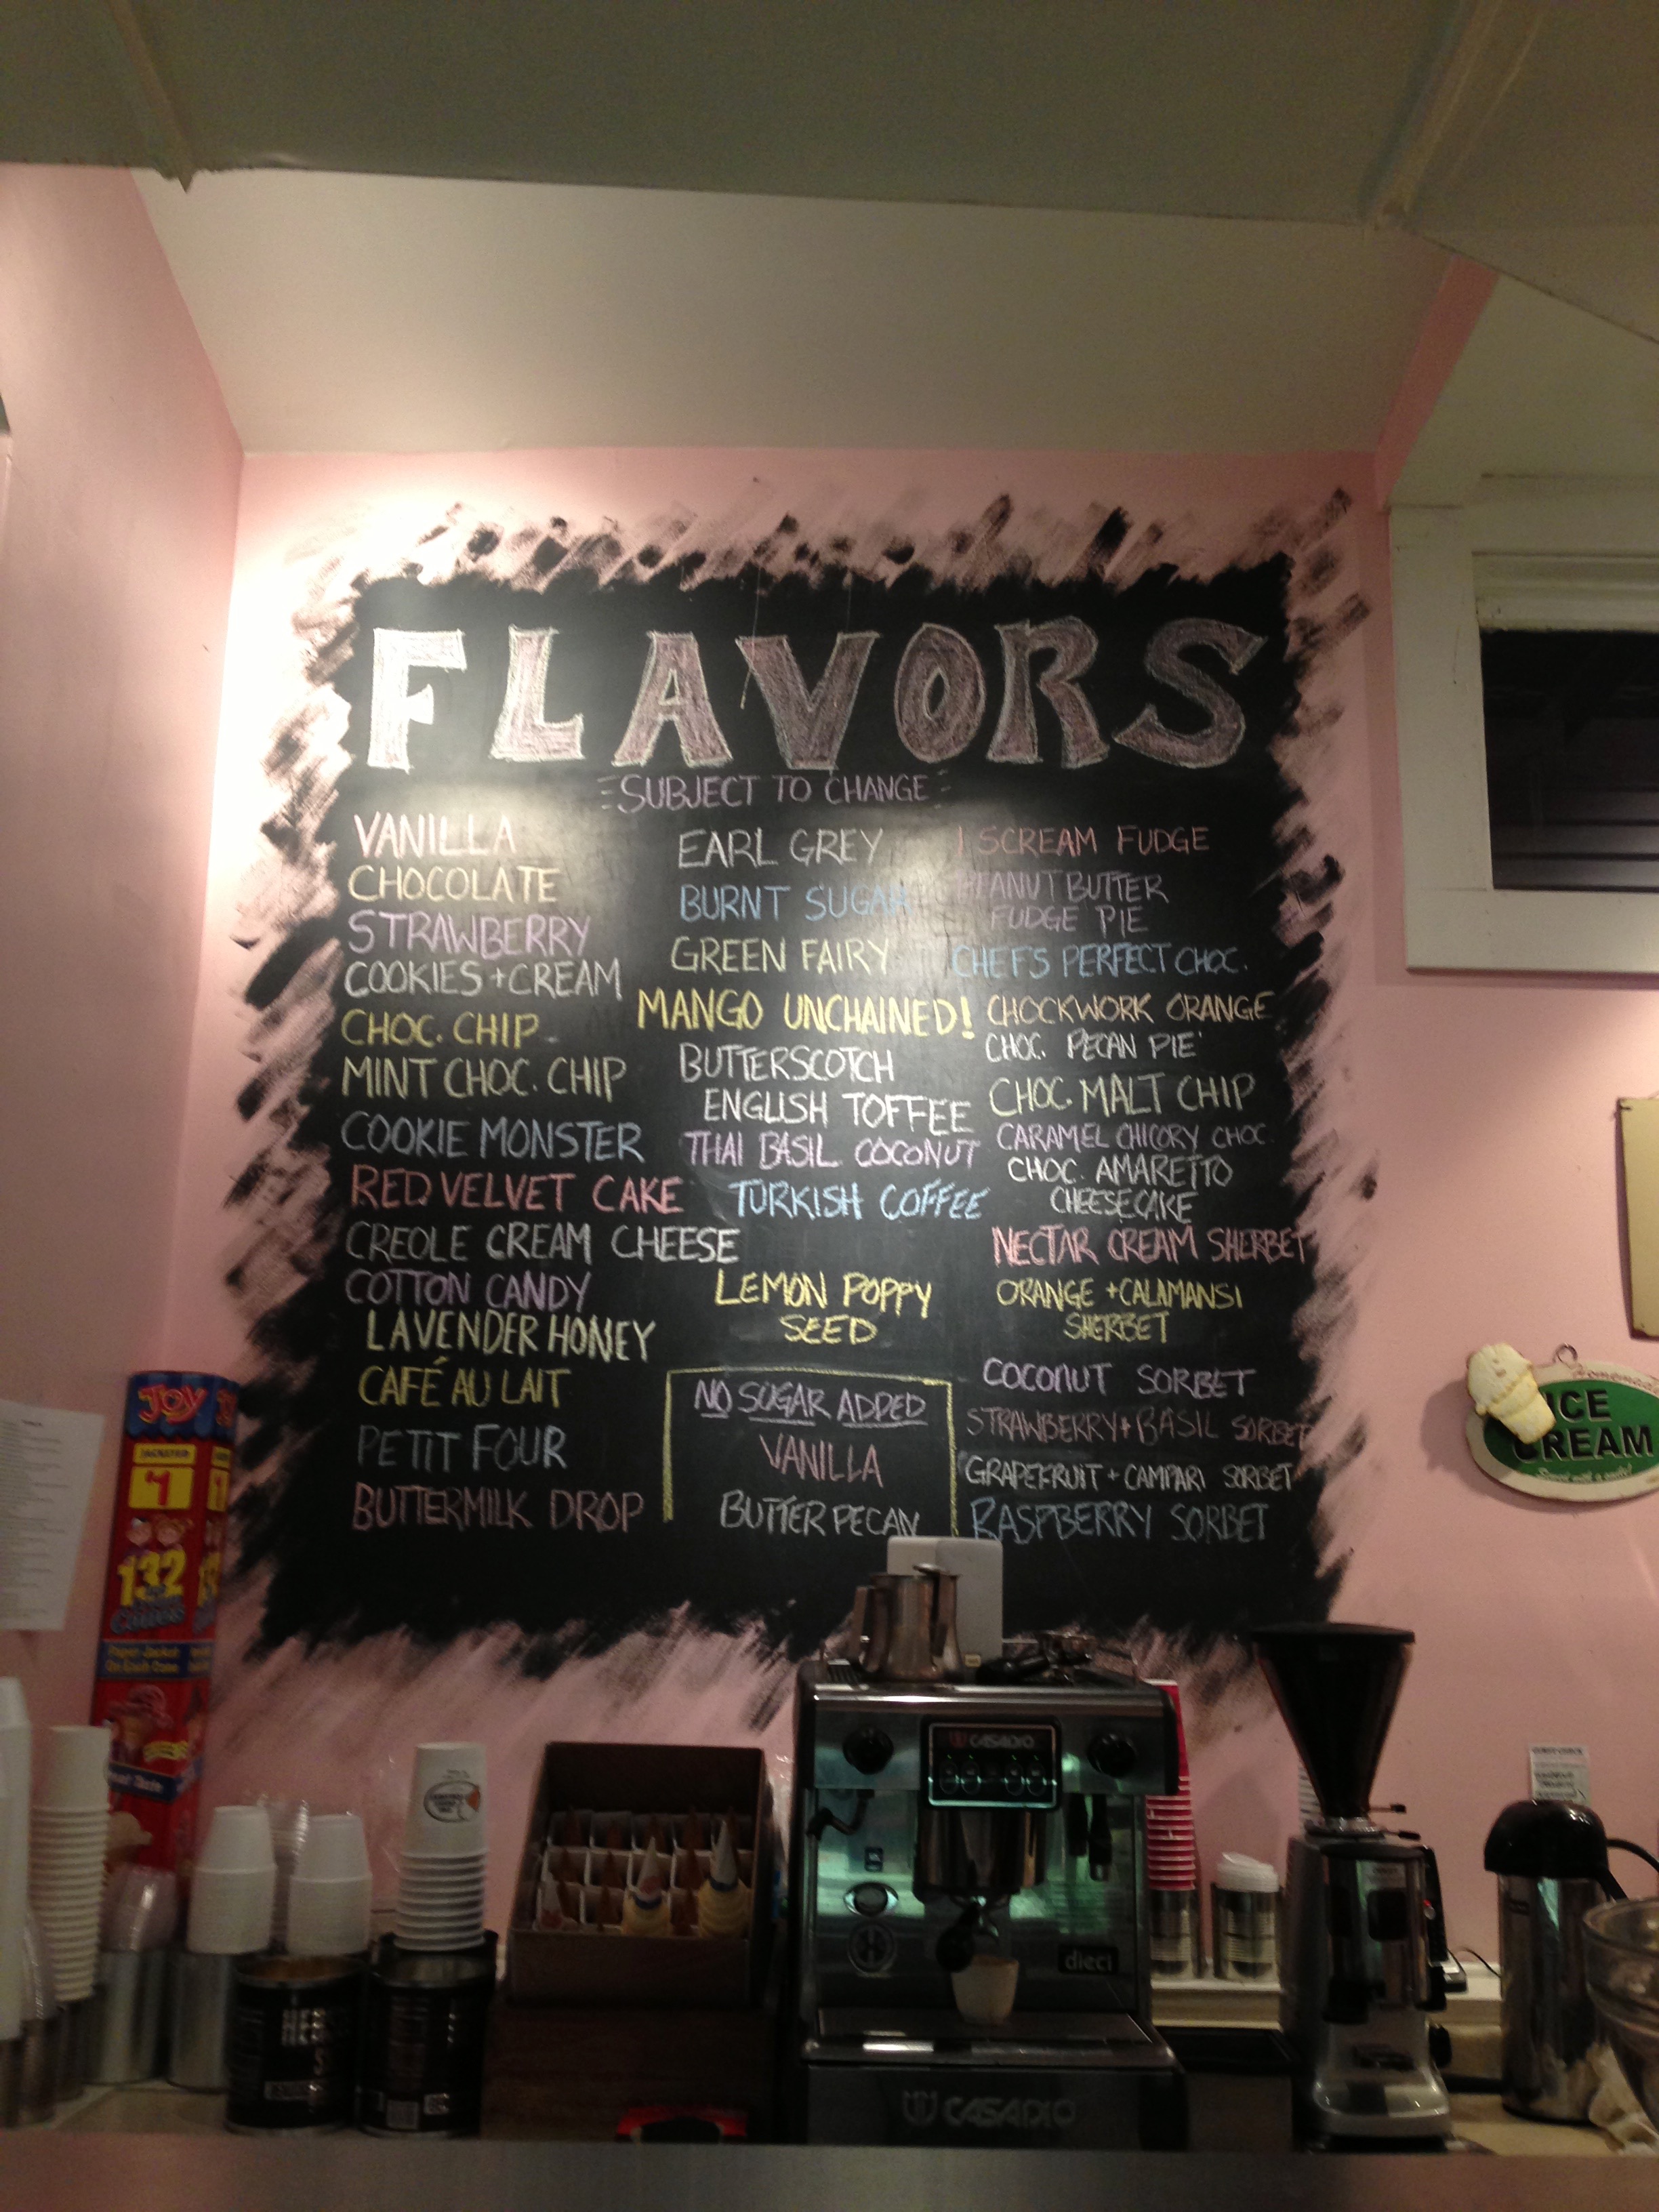 FLAVORS
SUBJECT TO CHANGE
VANILLA
CHOCOLATE
STRAWBERRY
COOKIES + CREAM
CHOC. CHIP
MINT CHOC. CHIP
COOKIE MONSTER
RED VELVET CAKE
CREOLE CREAM CHEESE
COTTON CANDY
LAVENDER HONEY
CAFÉ AU LAIT
PETIT FOUR
BUTTERMILK DROP
EARL GREY
BURNT SUGAR
GREEN FAIRY
MANGO UNCHAINED!
BUTTERSCOTCH
ENGLISH TOFFEE
THAI BASIL COCONUT
TURKISH COFFEE
LEMON POPPY
SEED
NO SUGAR ADDED
VANILLA
BUTTER PECAN
I SCREAM FUDGE
PEANUT BUTTER
FUDGE PIE
CHEF'S PERFECT CHOC.
CHOCKWORK ORANGE
CHOC. PECAN PIE
CHOC. MALT CHIP
CARAMEL CHICORY CHOC.
CHOC. AMARETTO
CHEESECAKE
NECTAR CREAM SHERBET
ORANGE + CALAMANSI
SHERBET
COCONUT SORBET
STRAWBERRY + BASIL SORBET
GRAPEFRUIT + CAMPARI SORBET
RASPBERRY SORBET
JOY
JACKETED
1
132
Cones
Homemade
ICE
CREAM
CASADIO
dieci
CASADIO